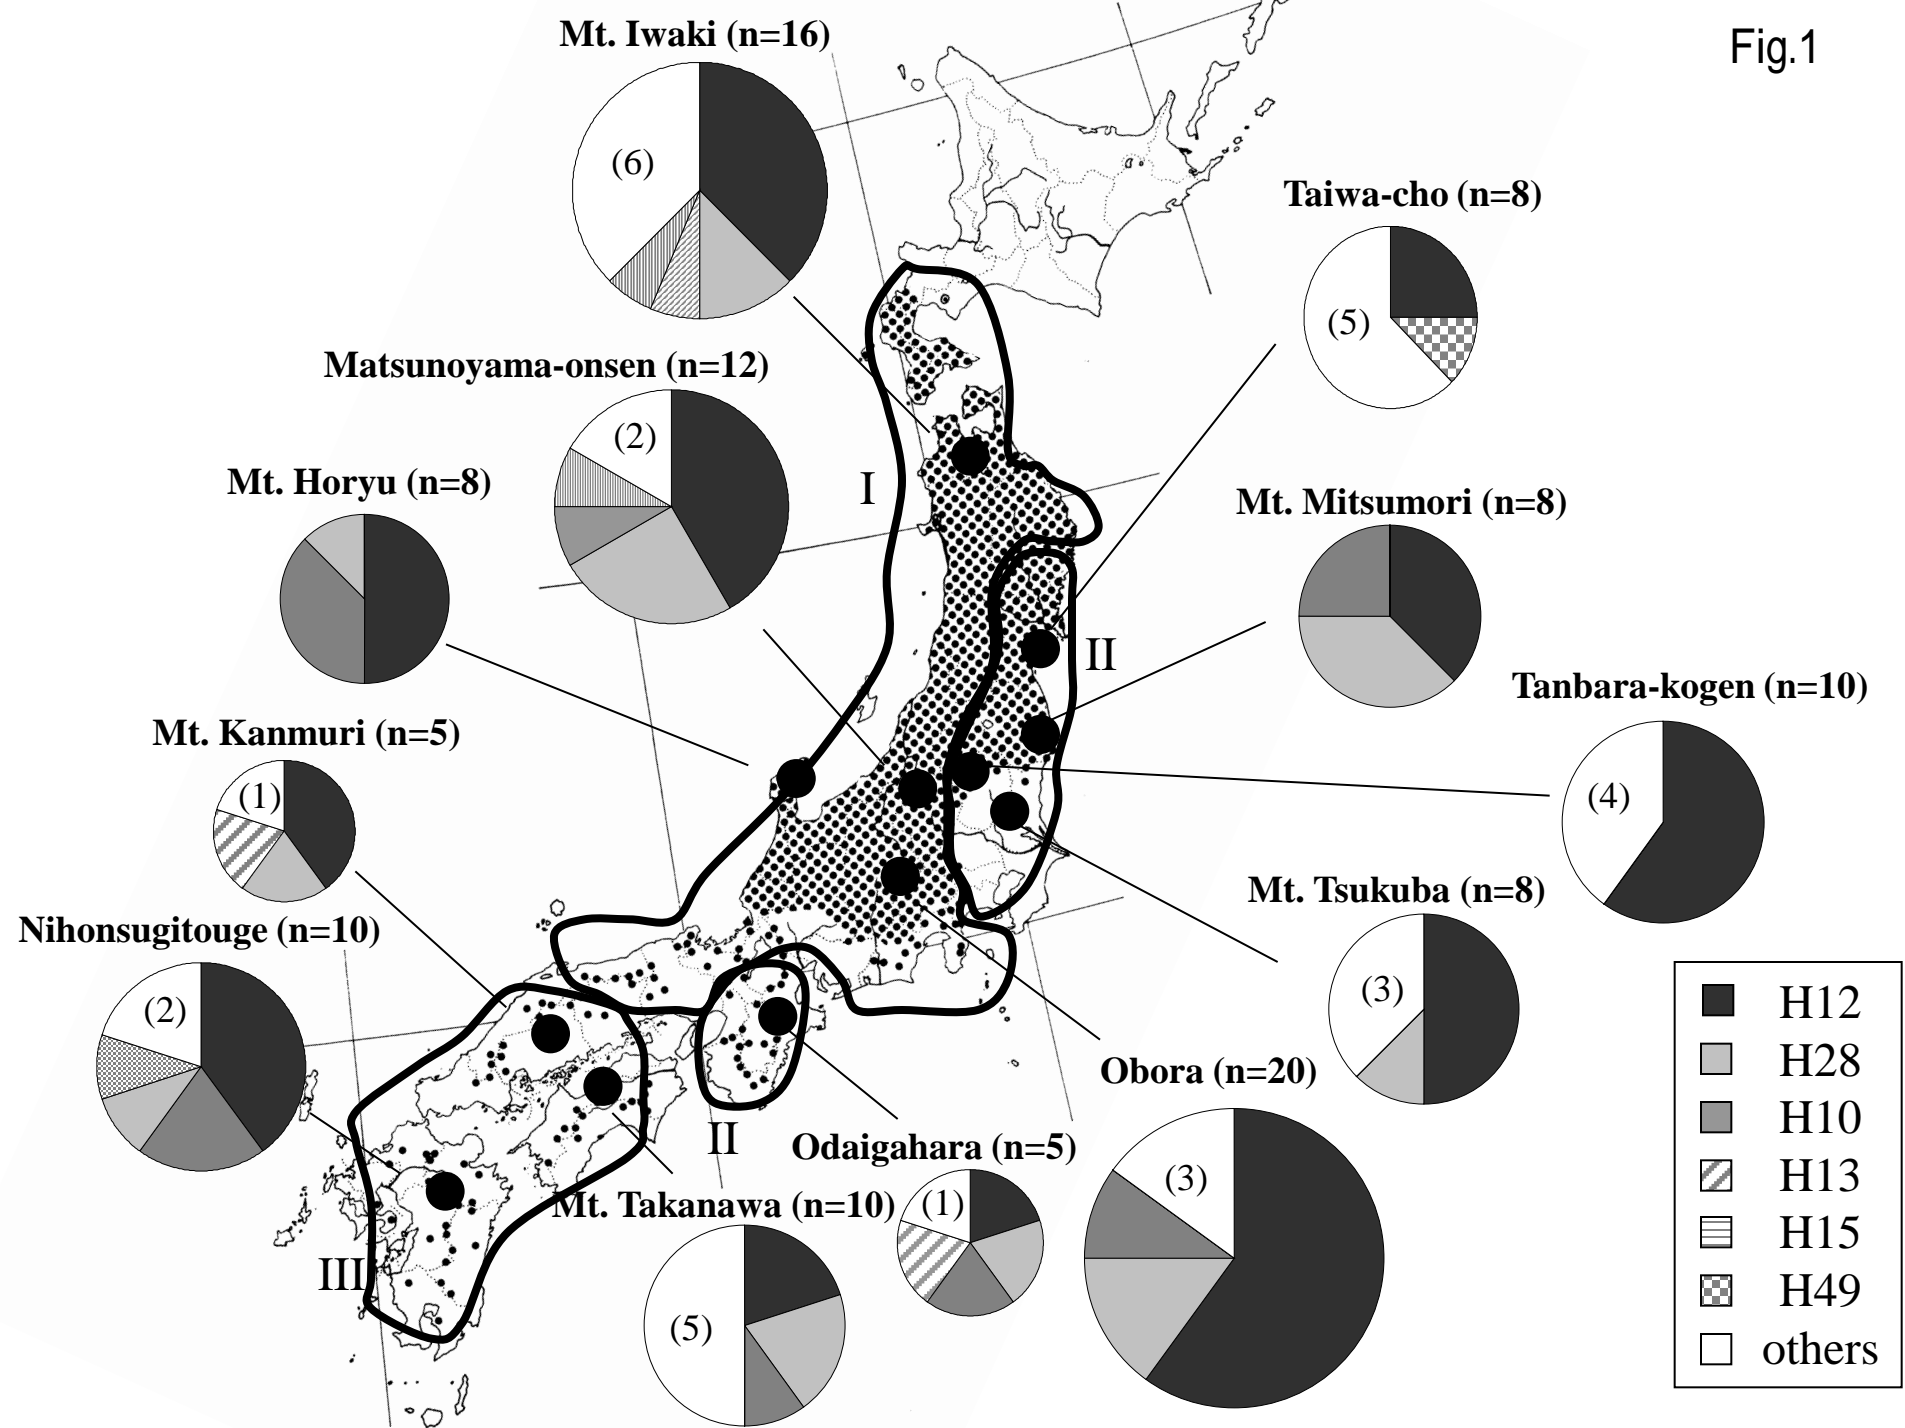 Mt. Iwaki (n=16)
Fig.1
(6)
Taiwa-cho (n=8)
(5)
Matsunoyama-onsen (n=12)
(2)
Mt. Horyu (n=8)
I
Mt. Mitsumori (n=8)
II
Tanbara-kogen (n=10)
(4)
Mt. Kanmuri (n=5)
(1)
Mt. Tsukuba (n=8)
(3)
Nihonsugitouge (n=10)
(2)
Obora (n=20)
(3)
II
Odaigahara (n=5)
(1)
Mt. Takanawa (n=10)
(5)
III
H12
H28
H10
H13
H15
H49
others